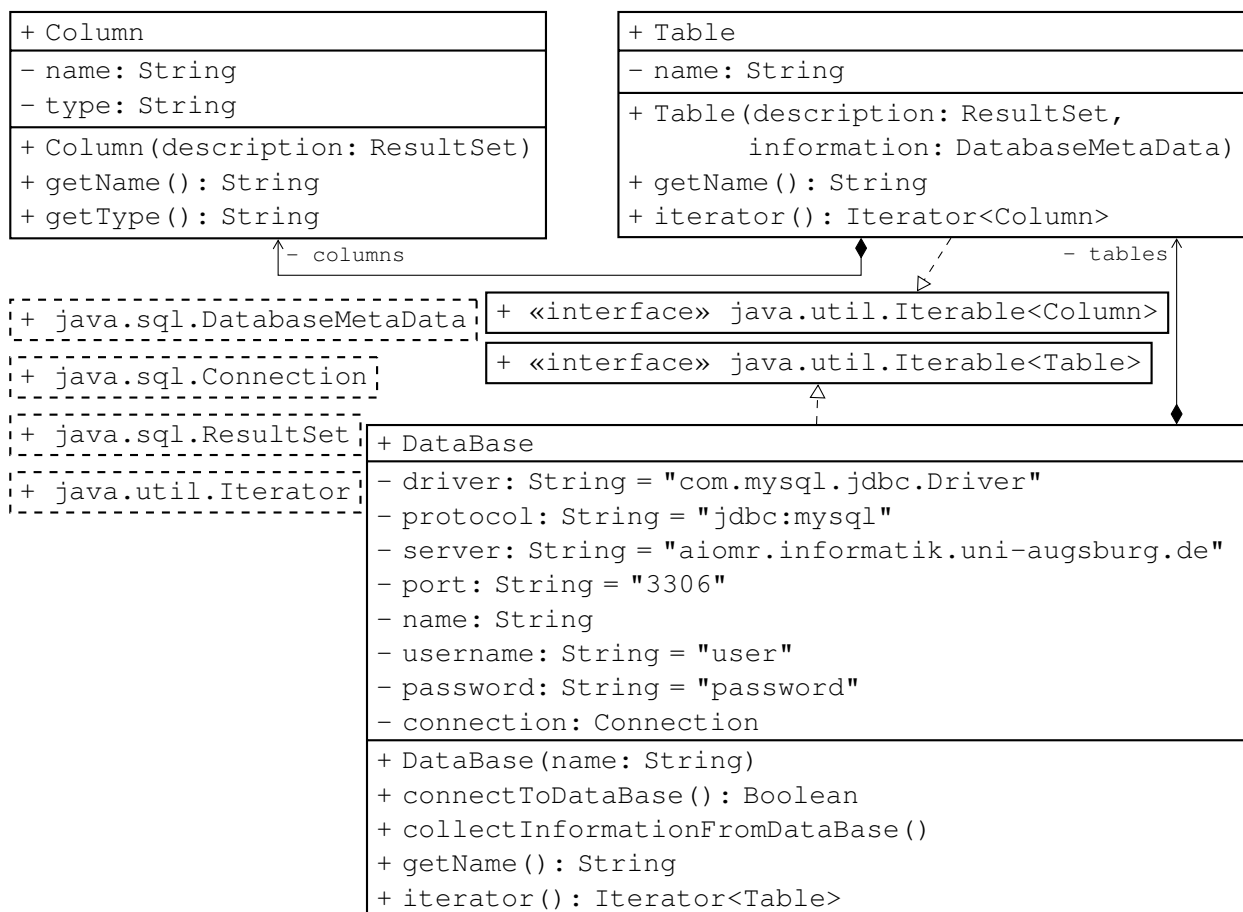 + Column
- name: String
- type: String
+ Column(description: ResultSet)
+ getName(): String
+ getType(): String
+ Table
- name: String
+ Table(description: ResultSet,
information: DatabaseMetaData)
+ getName(): String
+ iterator(): Iterator<Column>
- columns
- tables
+ java.sql.DatabaseMetaData
+ «interface» java.util.Iterable<Column>
+ java.sql.Connection
+ «interface» java.util.Iterable<Table>
+ java.sql.ResultSet
+ java.util.Iterator
+ DataBase
- driver: String = "com.mysql.jdbc.Driver"
- protocol: String = "jdbc:mysql"
- server: String = "aiomr.informatik.uni-augsburg.de"
- port: String = "3306"
- name: String
- username: String = "user"
- password: String = "password"
- connection: Connection
+ DataBase(name: String)
+ connectToDataBase(): Boolean
+ collectInformationFromDataBase()
+ getName(): String
+ iterator(): Iterator<Table>